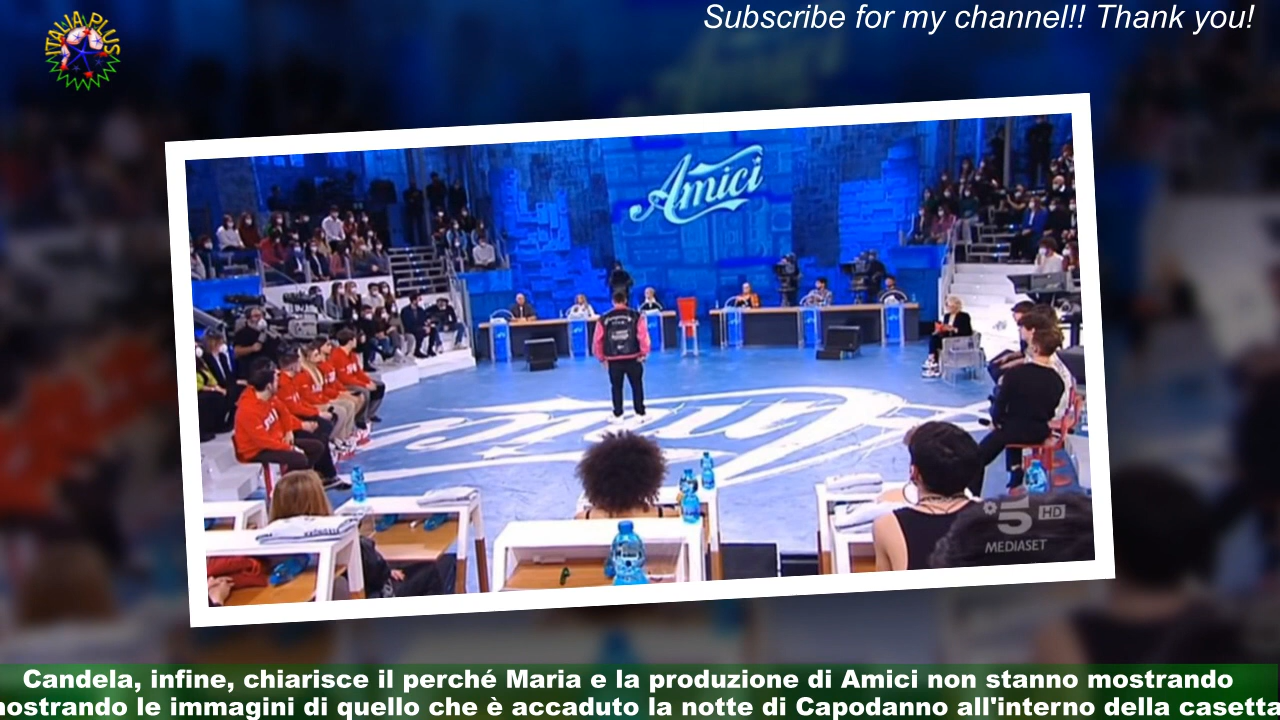 Subscribe for my channel!! Thank you!
ITALIA PLUS
Amici
5 HD
MEDIASET
Candela, infine, chiarisce il perché Maria e la produzione di Amici non stanno mostrando
mostrando le immagini di quello che è accaduto la notte di Capodanno all'interno della casetta